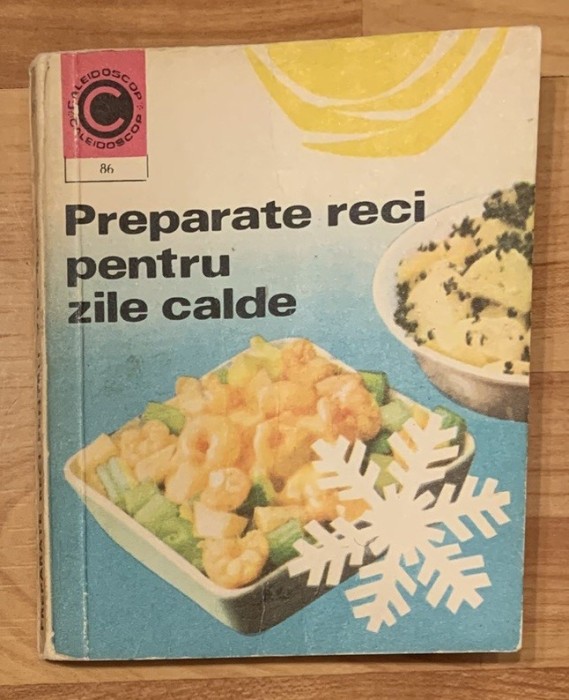 CALEIDOSCOP
CALEIDOSCOP
C
86
Preparate reci
pentru
zile calde